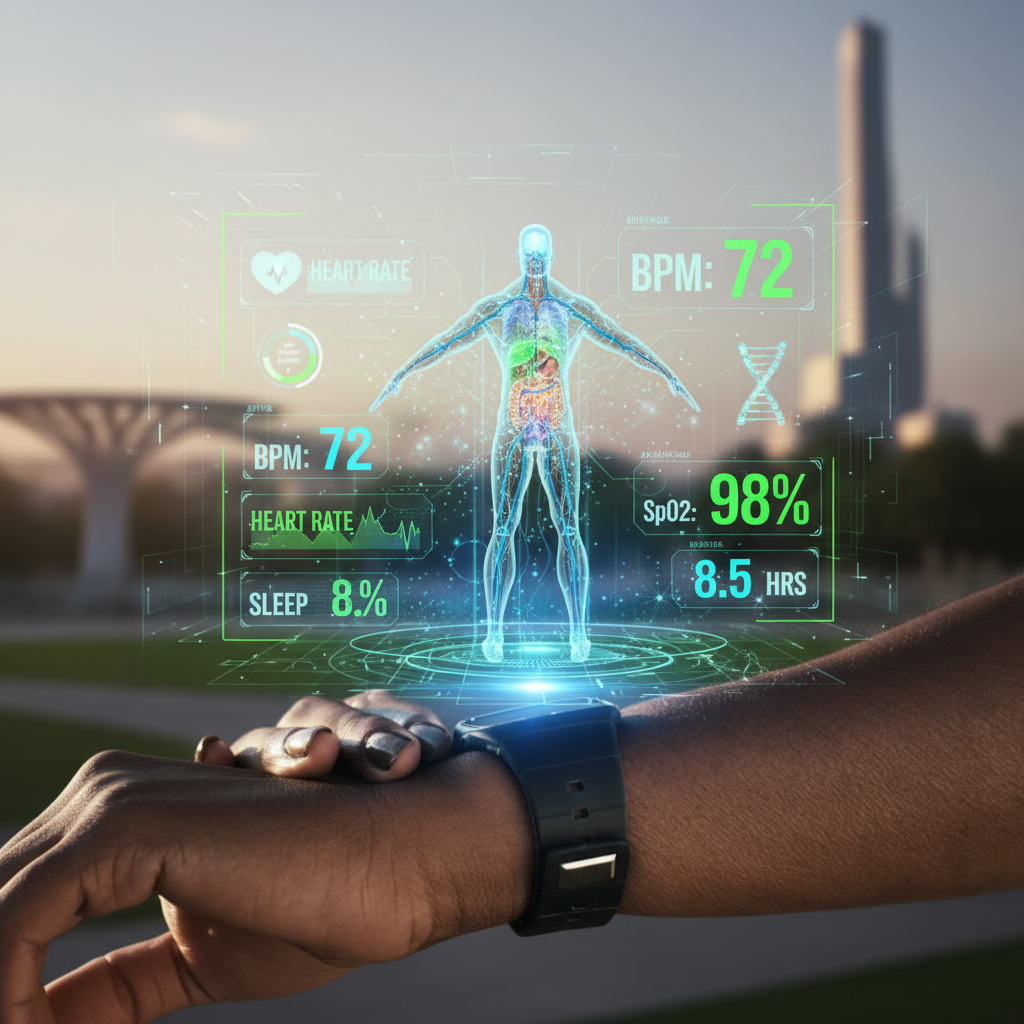 HEART RATE
BPM: 72
BPM: 72
HEART RATE
SpO2: 98%
SLEEP 8.%
8.5 HRS